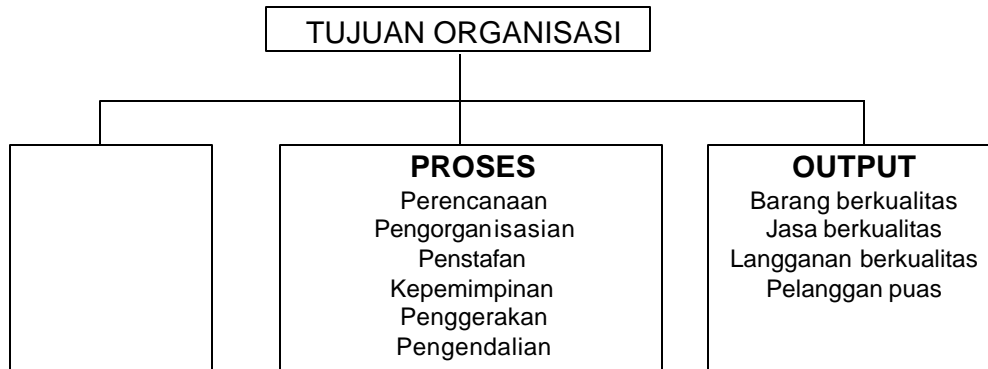 TUJUAN ORGANISASI
PROSES
Perencanaan
Pengorganisasian
Penstafan
Kepemimpinan
Penggerakan
Pengendalian
OUTPUT
Barang berkualitas
Jasa berkualitas
Langganan berkualitas
Pelanggan puas